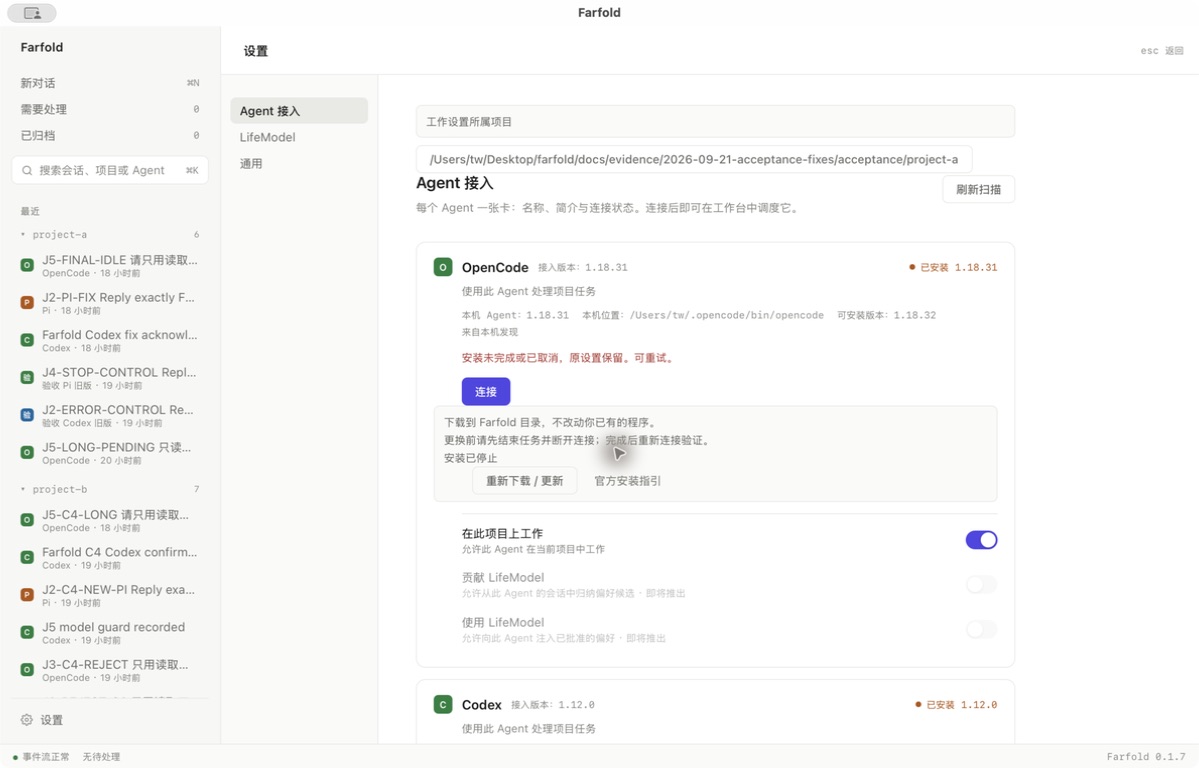 Farfold
Farfold
新对话 ⌘N
需要处理 0
已归档 0
搜索会话、项目或 Agent ⌘K
最近
• project-a 6
O J5-FINAL-IDLE 请只用读取...
OpenCode · 18 小时前
P J2-PI-FIX Reply exactly F...
Pi · 18 小时前
C Farfold Codex fix acknowl...
Codex · 18 小时前
验 J4-STOP-CONTROL Repl...
验收 Pi 旧版 · 19 小时前
验 J2-ERROR-CONTROL Re...
验收 Codex 旧版 · 19 小时前
O J5-LONG-PENDING 只读...
OpenCode · 20 小时前
• project-b 7
O J5-C4-LONG 请只用读取...
OpenCode · 18 小时前
C Farfold C4 Codex confirm...
Codex · 19 小时前
P J2-C4-NEW-PI Reply exa...
Pi · 19 小时前
C J5 model guard recorded
Codex · 19 小时前
O J3-C4-REJECT 只用读取...
OpenCode · 19 小时前
设置
设置
esc 返回
Agent 接入
LifeModel
通用
工作设置所属项目
/Users/tw/Desktop/farfold/docs/evidence/2026-09-21-acceptance-fixes/acceptance/project-a
Agent 接入
每个 Agent 一张卡：名称、简介与连接状态。连接后即可在工作台中调度它。
刷新扫描
O OpenCode 接入版本: 1.18.31 已安装 1.18.31
使用此 Agent 处理项目任务
本机 Agent: 1.18.31 本机位置: /Users/tw/.opencode/bin/opencode 可安装版本: 1.18.32
来自本机发现
安装未完成或已取消，原设置保留。可重试。
连接
下载到 Farfold 目录，不改动你已有的程序。
更换前请先结束任务并断开连接；完成后重新连接验证。
安装已停止
重新下载 / 更新 官方安装指引
在此项目上工作
允许此 Agent 在当前项目中工作
贡献 LifeModel
允许从此 Agent 的会话中归纳偏好候选 · 即将推出
使用 LifeModel
允许向此 Agent 注入已批准的偏好 · 即将推出
C Codex 接入版本: 1.12.0 已安装 1.12.0
使用此 Agent 处理项目任务
事件流正常 无待处理
Farfold 0.1.7